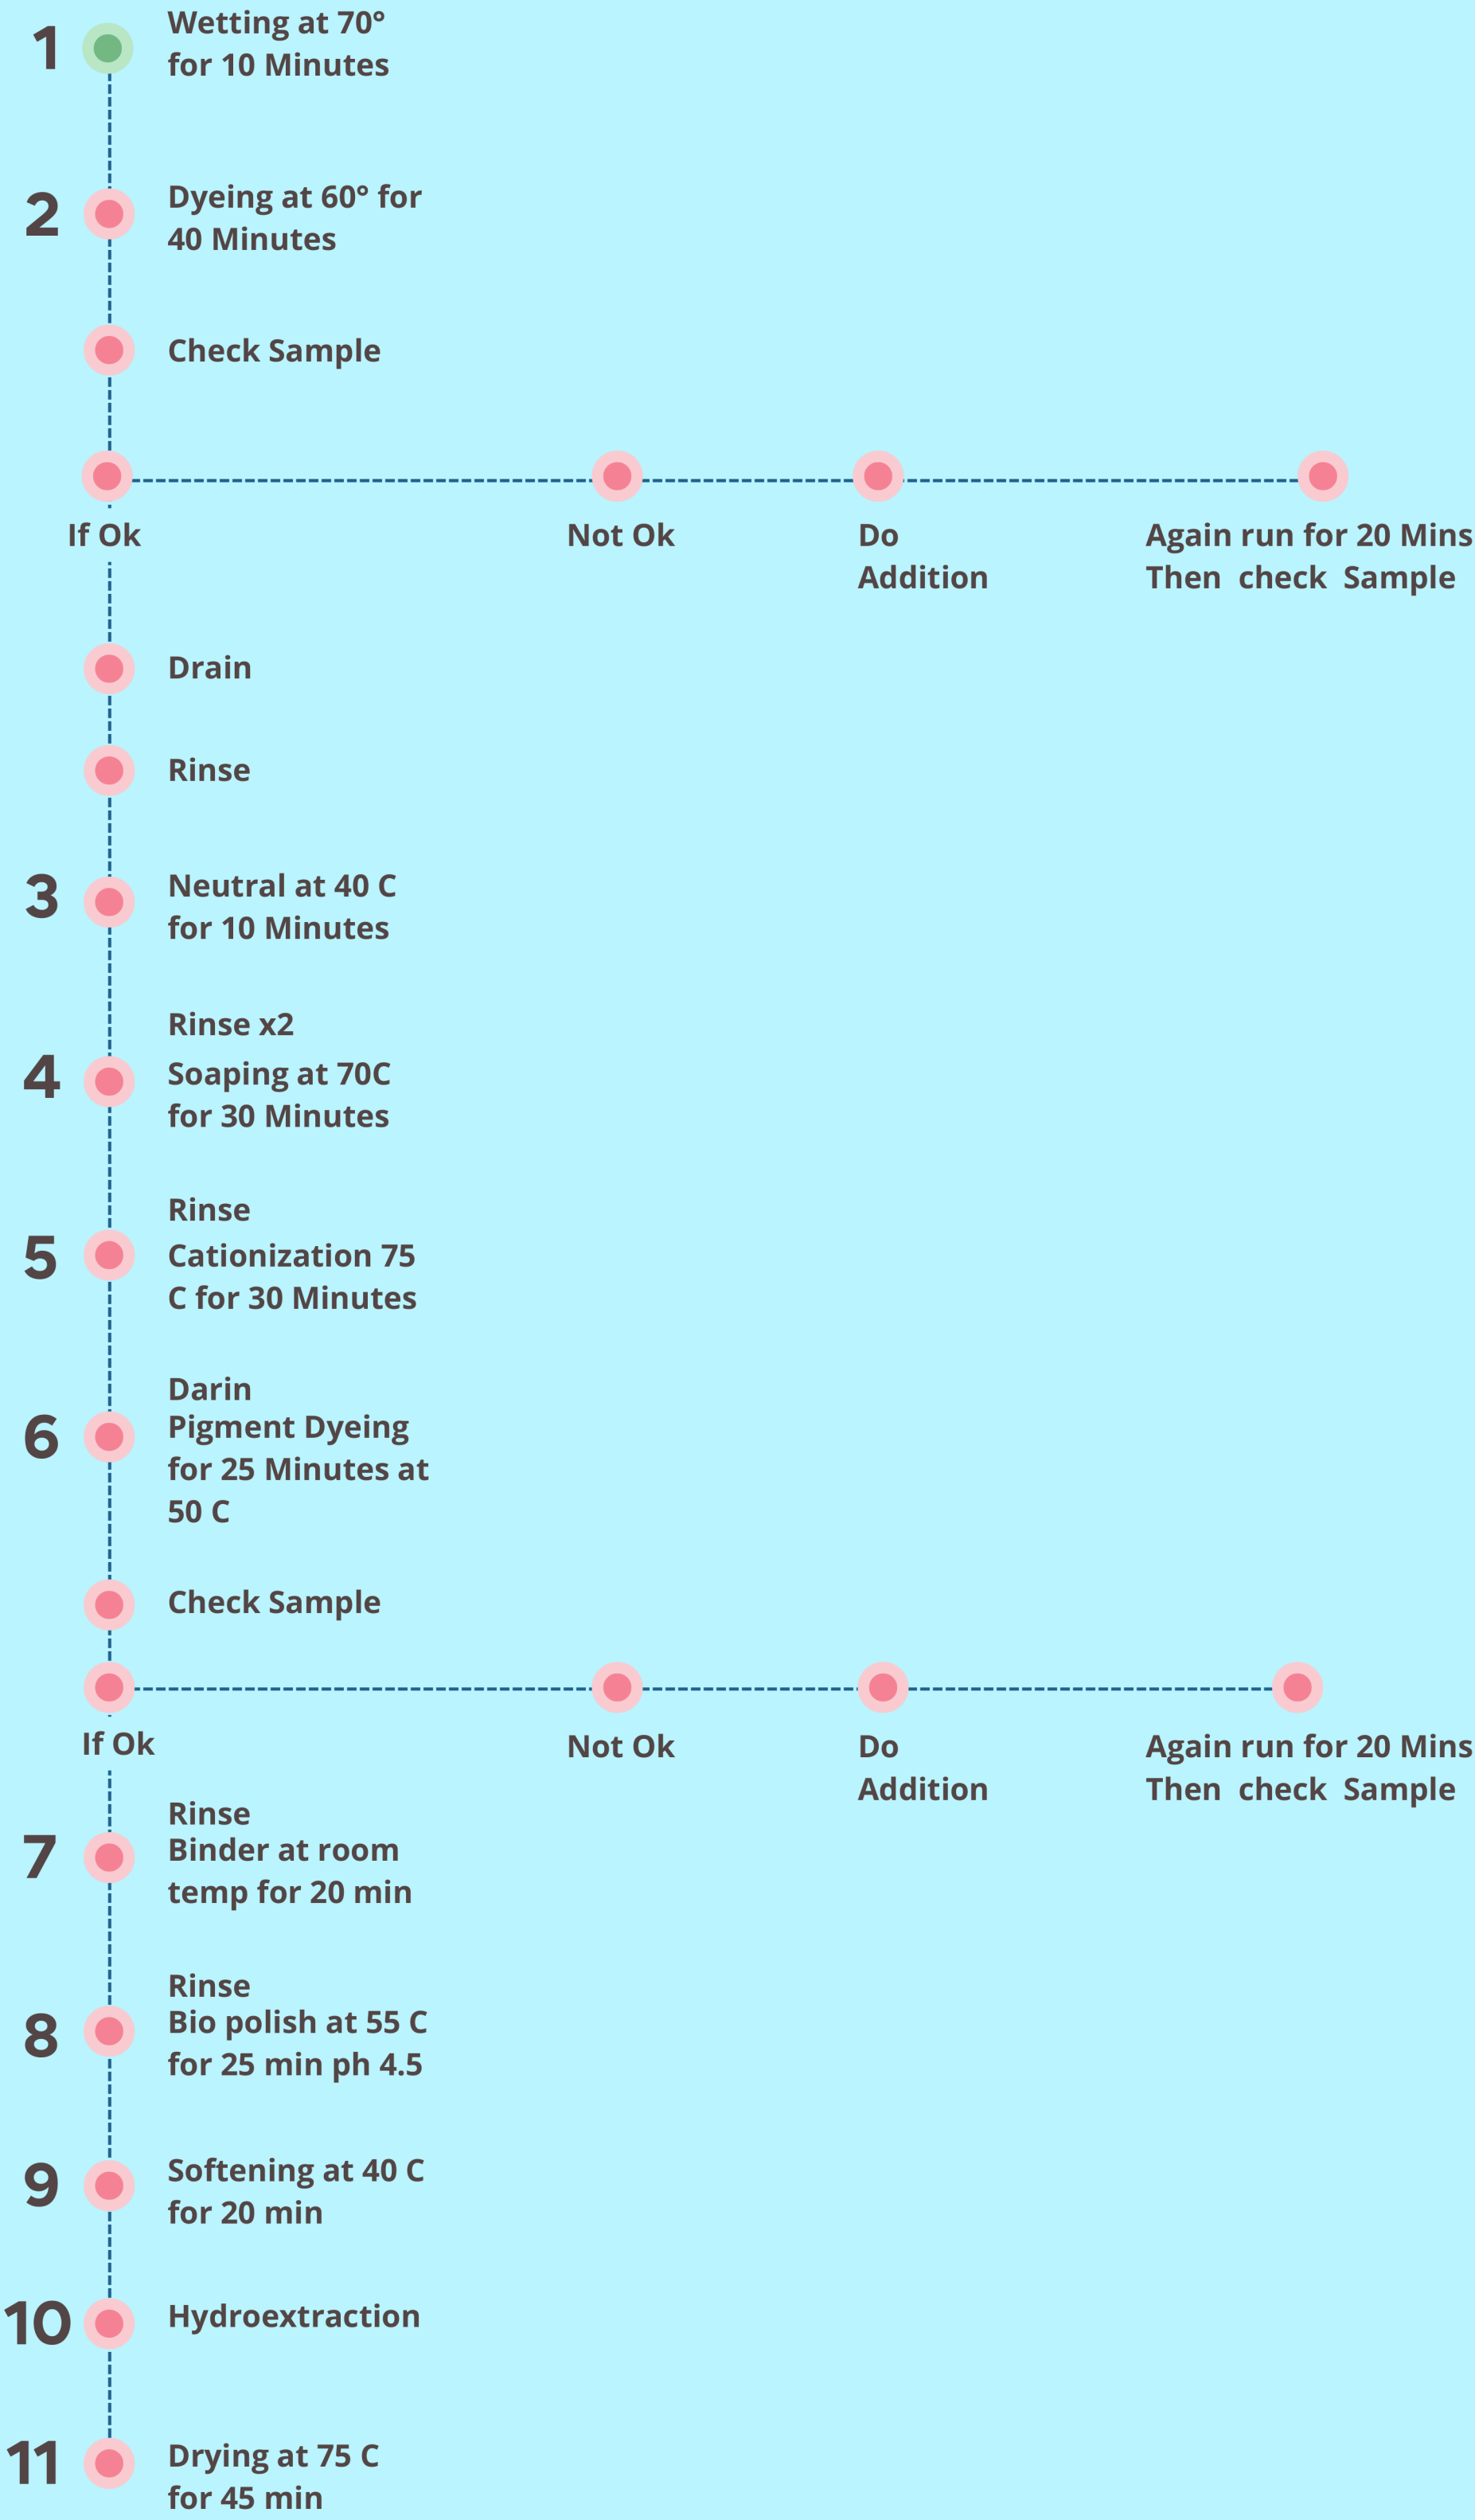 1
Wetting at 70°
for 10 Minutes
2
Dyeing at 60° for
40 Minutes
Check Sample
If Ok
Not Ok
Do
Addition
Again run for 20 Mins
Then check Sample
Drain
Rinse
3
Neutral at 40 C
for 10 Minutes
Rinse x2
4
Soaping at 70C
for 30 Minutes
Rinse
5
Cationization 75
C for 30 Minutes
Darin
6
Pigment Dyeing
for 25 Minutes at
50 C
Check Sample
If Ok
Not Ok
Do
Addition
Again run for 20 Mins
Then check Sample
Rinse
7
Binder at room
temp for 20 min
Rinse
8
Bio polish at 55 C
for 25 min ph 4.5
9
Softening at 40 C
for 20 min
10
Hydroextraction
11
Drying at 75 C
for 45 min